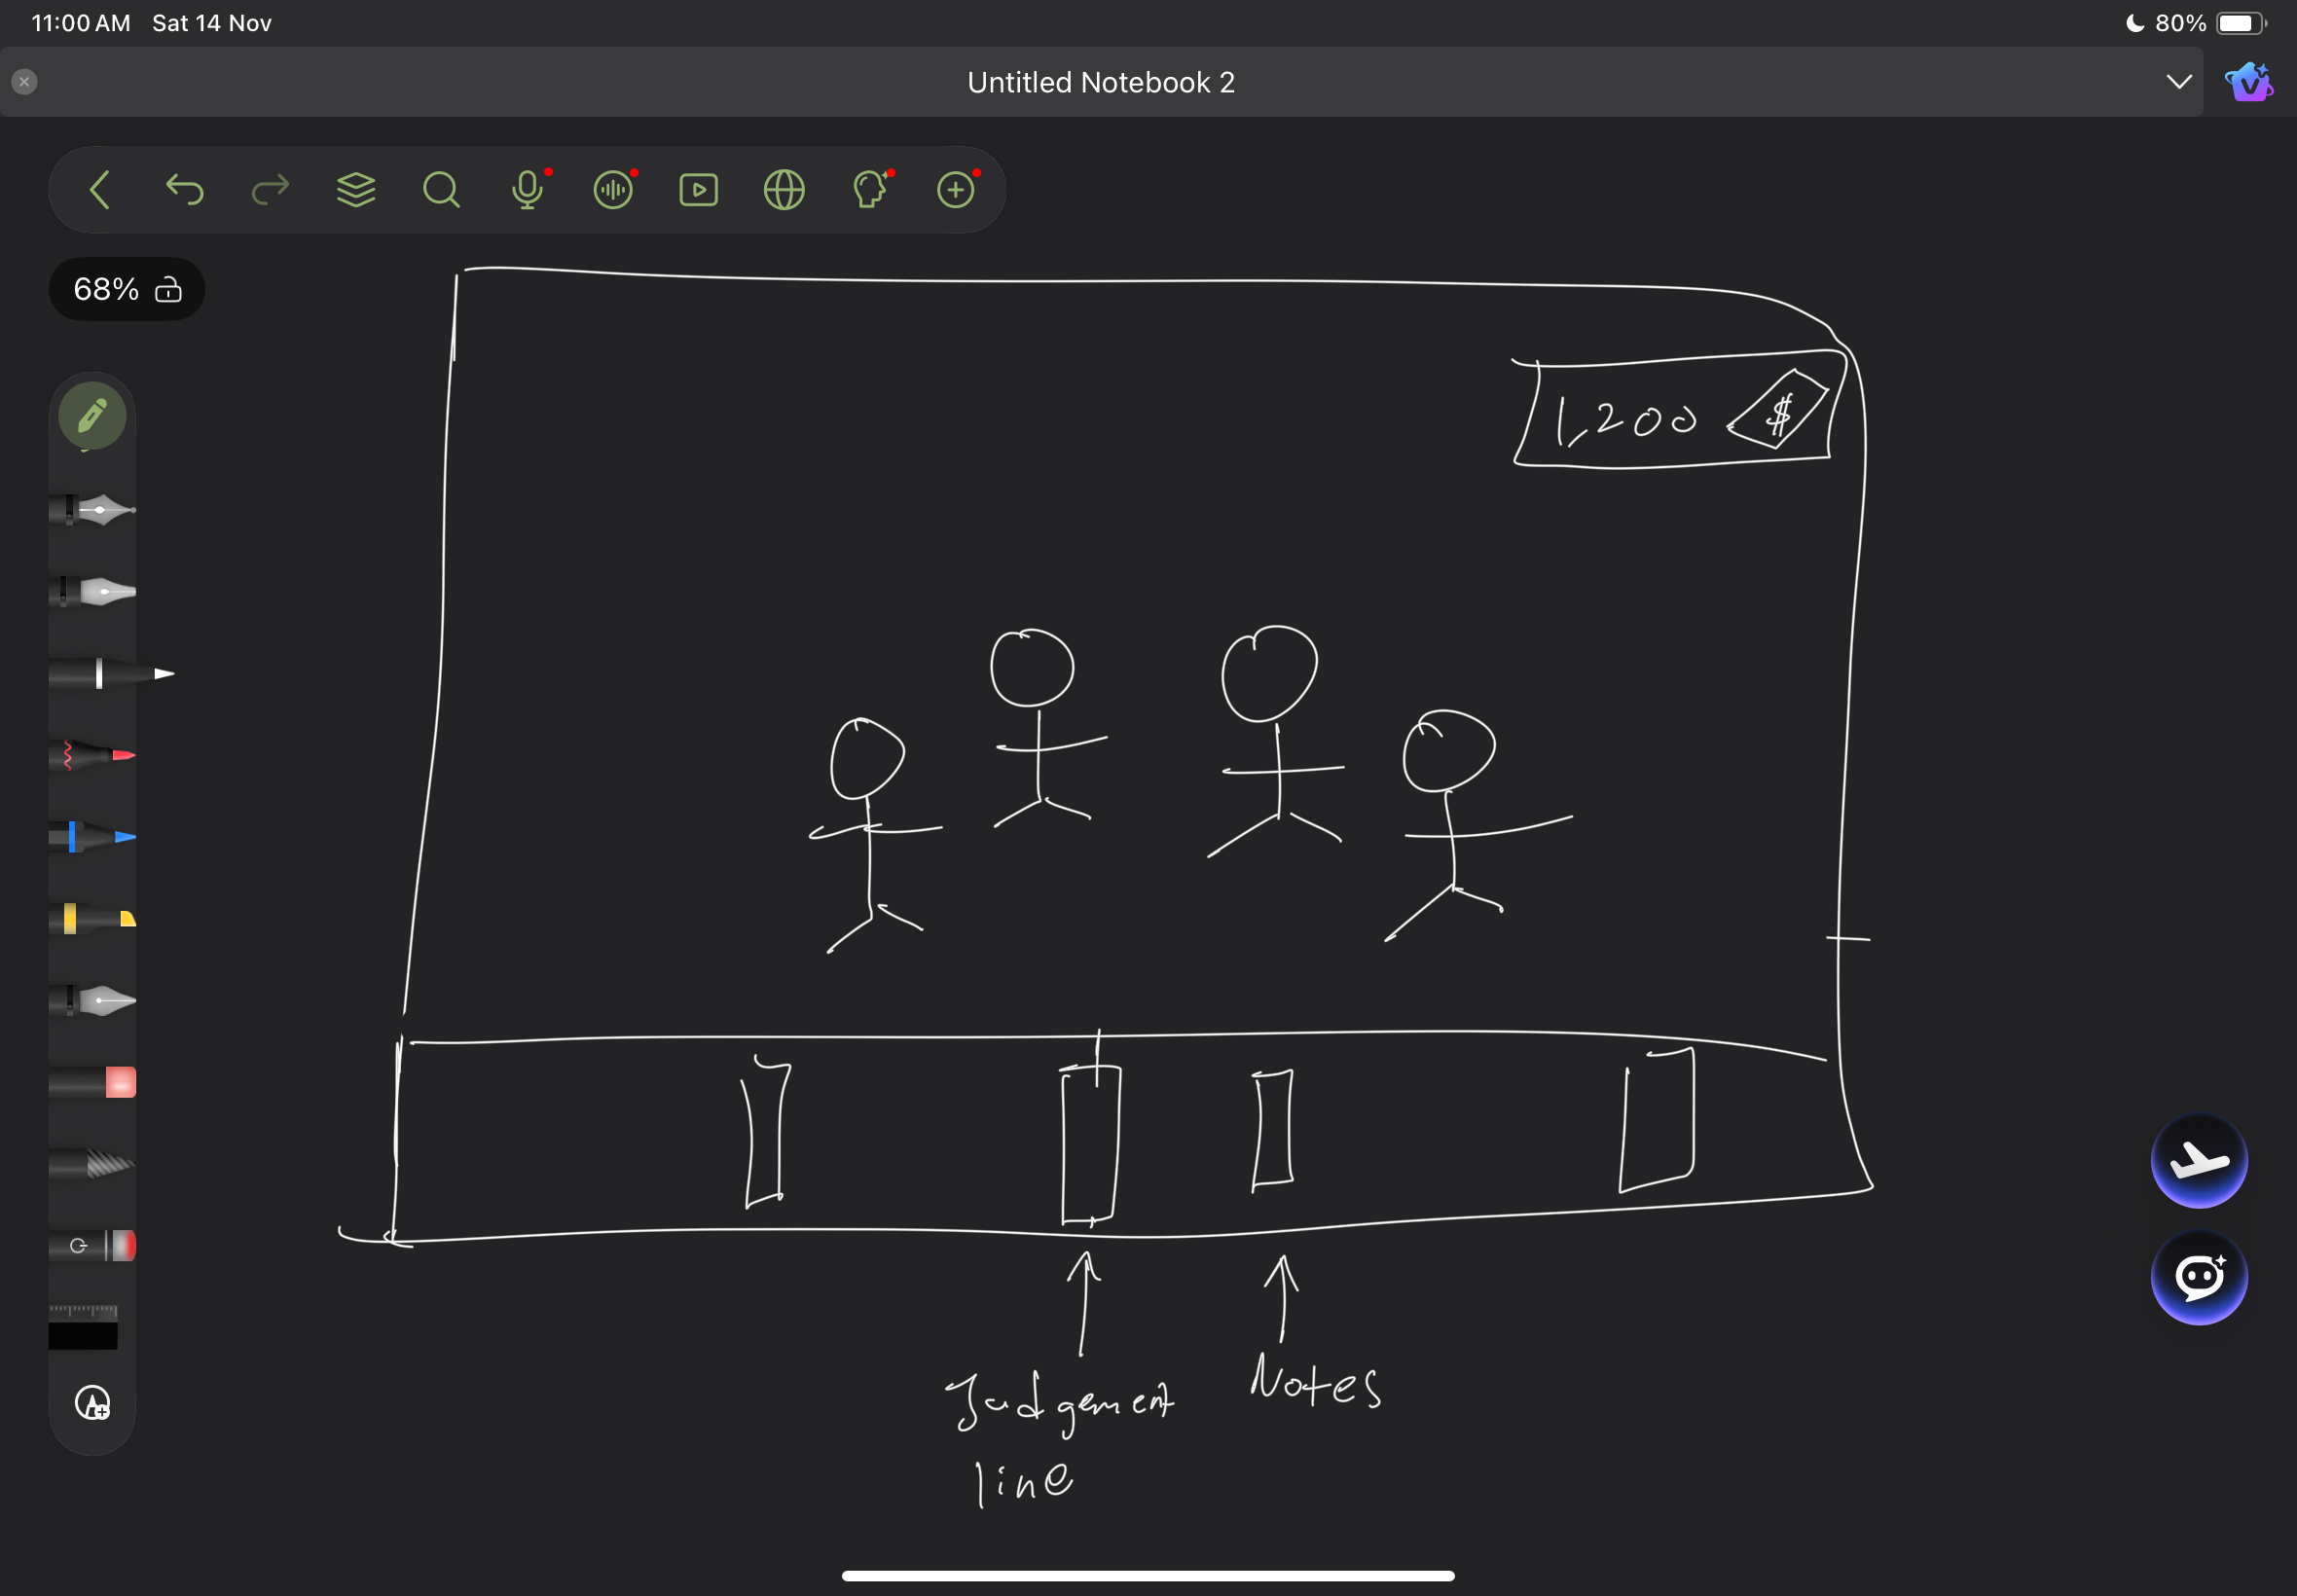 11:00 AM Sat 14 Nov
80%
Untitled Notebook 2
68%
1,200 $
Judgement
line
Notes